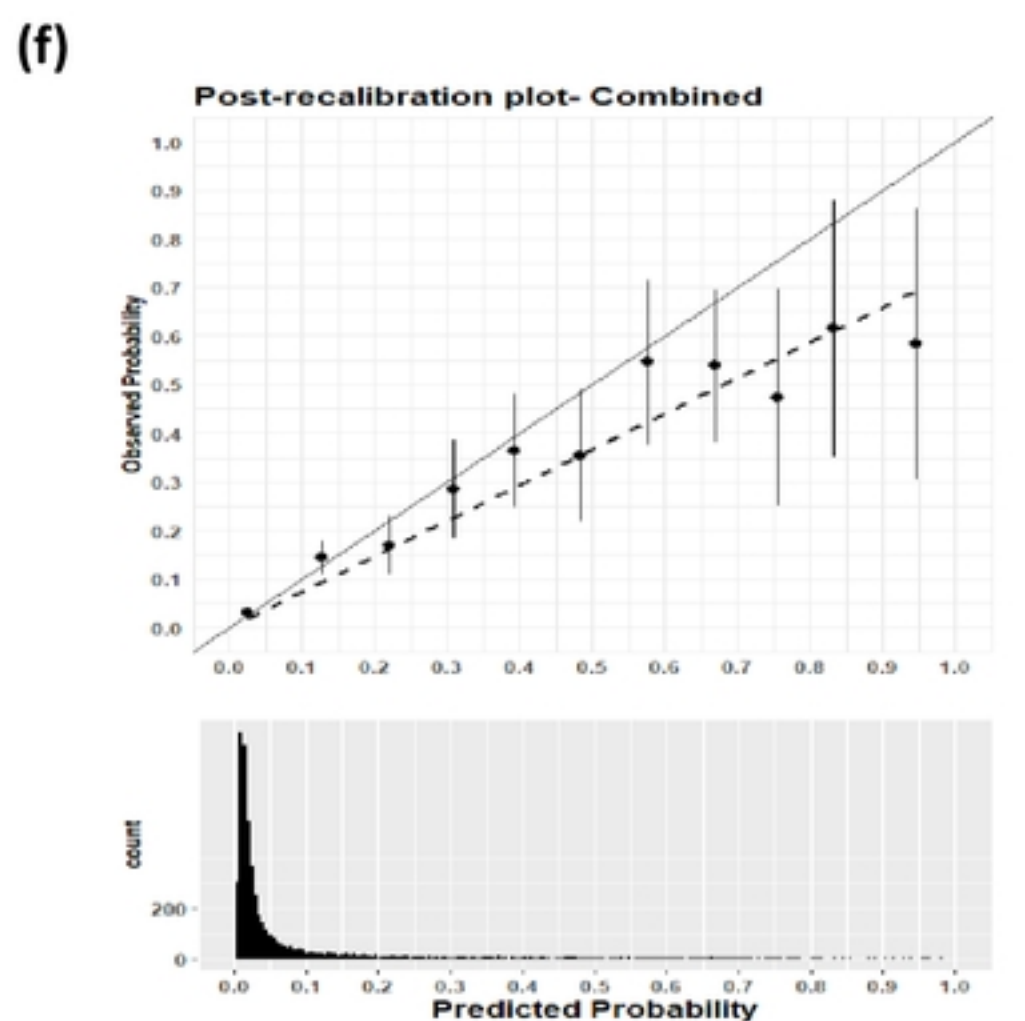 (f)
Post-recalibration plot- Combined
1.0
0.9
0.8
0.7
0.6
0.5
0.4
0.3
0.2
0.1
0.0
Observed Probability
0.0 0.1 0.2 0.3 0.4 0.5 0.6 0.7 0.8 0.9 1.0
count
200
0
0.0 0.1 0.2 0.3 0.4 0.5 0.6 0.7 0.8 0.9 1.0
Predicted Probability